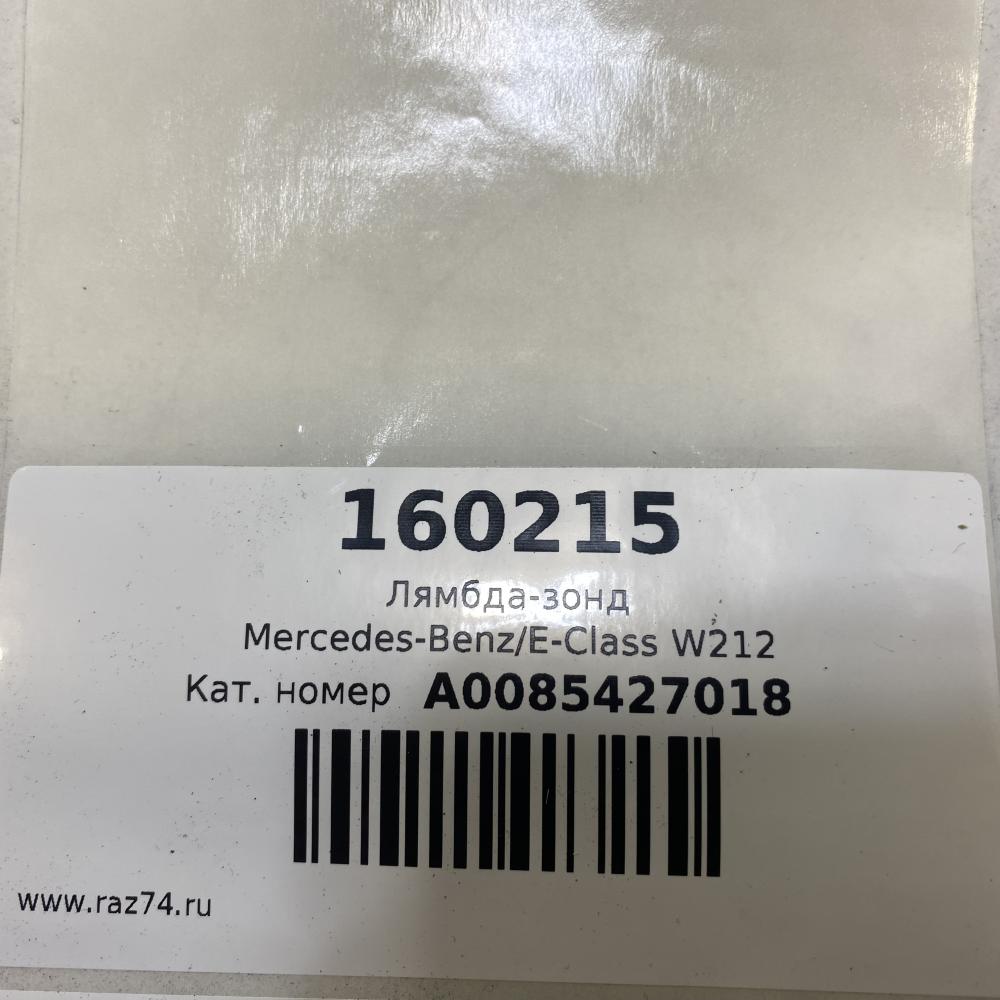 160215
Лямбда-зонд
Mercedes-Benz/E-Class W212
Кат. номер A0085427018
www.raz74.ru